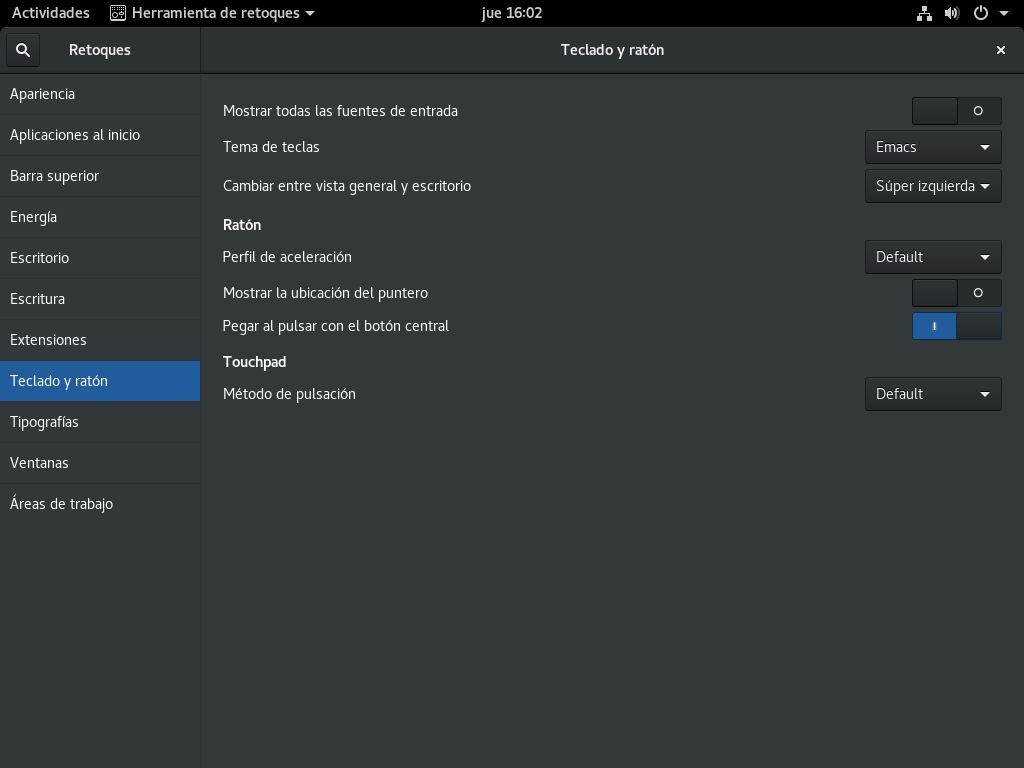 Actividades Herramienta de retoques jue 16:02
Retoques Teclado y ratón
Apariencia
Aplicaciones al inicio
Barra superior
Energía
Escritorio
Escritura
Extensiones
Teclado y ratón
Tipografías
Ventanas
Áreas de trabajo
Mostrar todas las fuentes de entrada
Tema de teclas Emacs
Cambiar entre vista general y escritorio Súper izquierda
Ratón
Perfil de aceleración Default
Mostrar la ubicación del puntero
Pegar al pulsar con el botón central
Touchpad
Método de pulsación Default